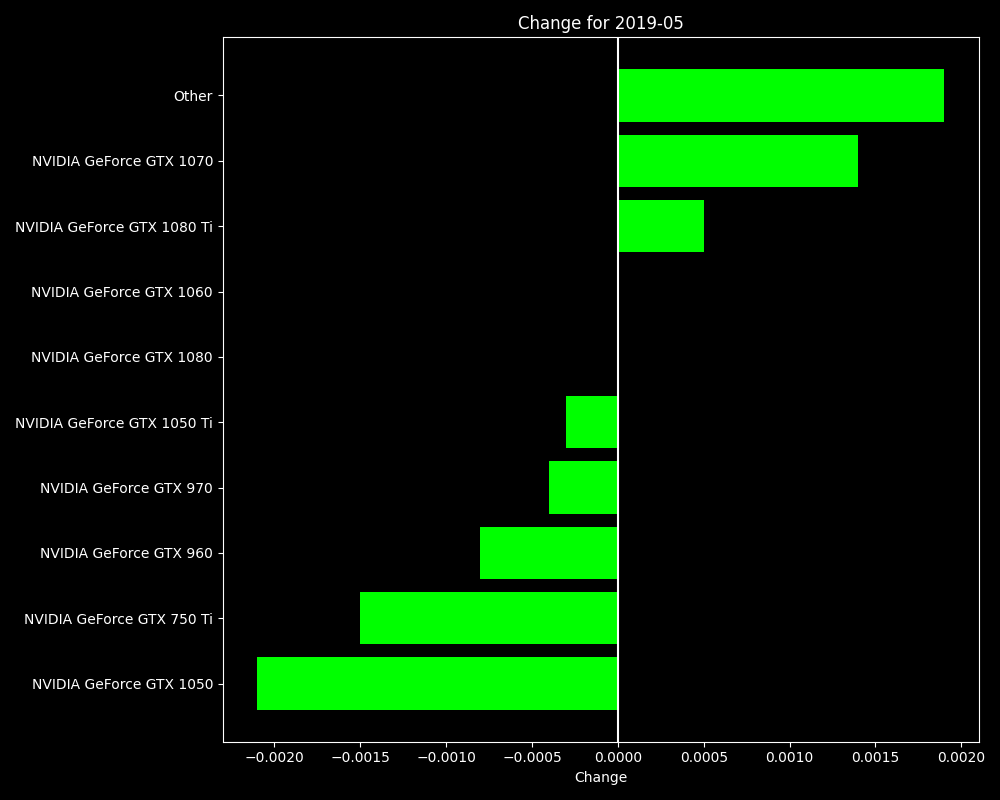 Change for 2019-05
Other
NVIDIA GeForce GTX 1070
NVIDIA GeForce GTX 1080 Ti
NVIDIA GeForce GTX 1060
NVIDIA GeForce GTX 1080
NVIDIA GeForce GTX 1050 Ti
NVIDIA GeForce GTX 970
NVIDIA GeForce GTX 960
NVIDIA GeForce GTX 750 Ti
NVIDIA GeForce GTX 1050
−0.0020 −0.0015 −0.0010 −0.0005 0.0000 0.0005 0.0010 0.0015 0.0020
Change